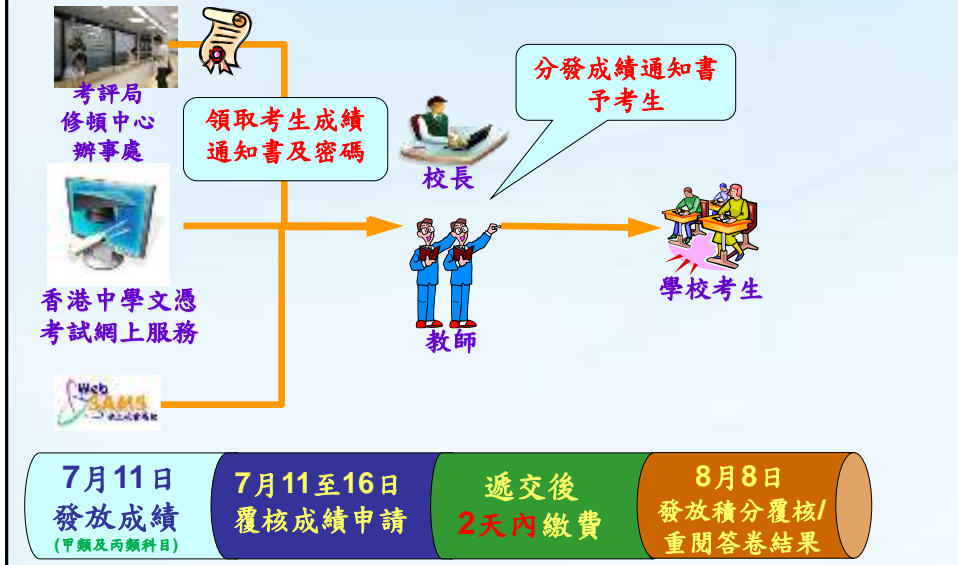 考評局
修頓中心
辦事處
領取考生成績
通知書及密碼
分發成績通知書
予考生
校長
香港中學文憑
考試網上服務
教師
學校考生
Web
SAMS
7月11日
發放成績
(甲類及丙類科目)
7月11至16日
覆核成績申請
遞交後
2天內繳費
8月8日
發放積分覆核/
重閱答卷結果